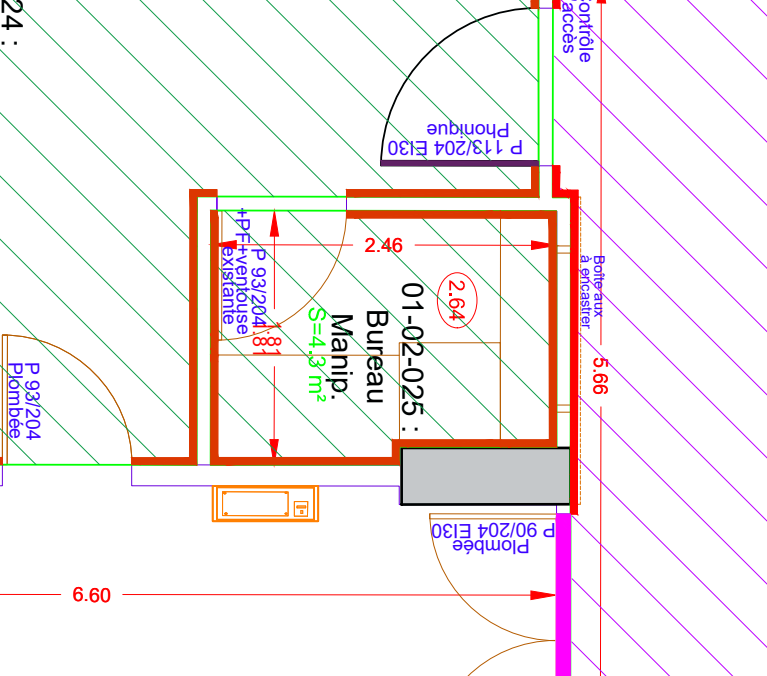 24 :
Contrôle
accès
P 113/204 EI30
Phonique
2.46
P 93/204
+PF+ventouse
existante
1.81
2.64
01-02-025 :
Bureau
Manip.
S=4.3 m²
Boîte aux
à encastrer
5.66
P 93/204
Plombée
P 90/204 EI30
Plombée
6.60